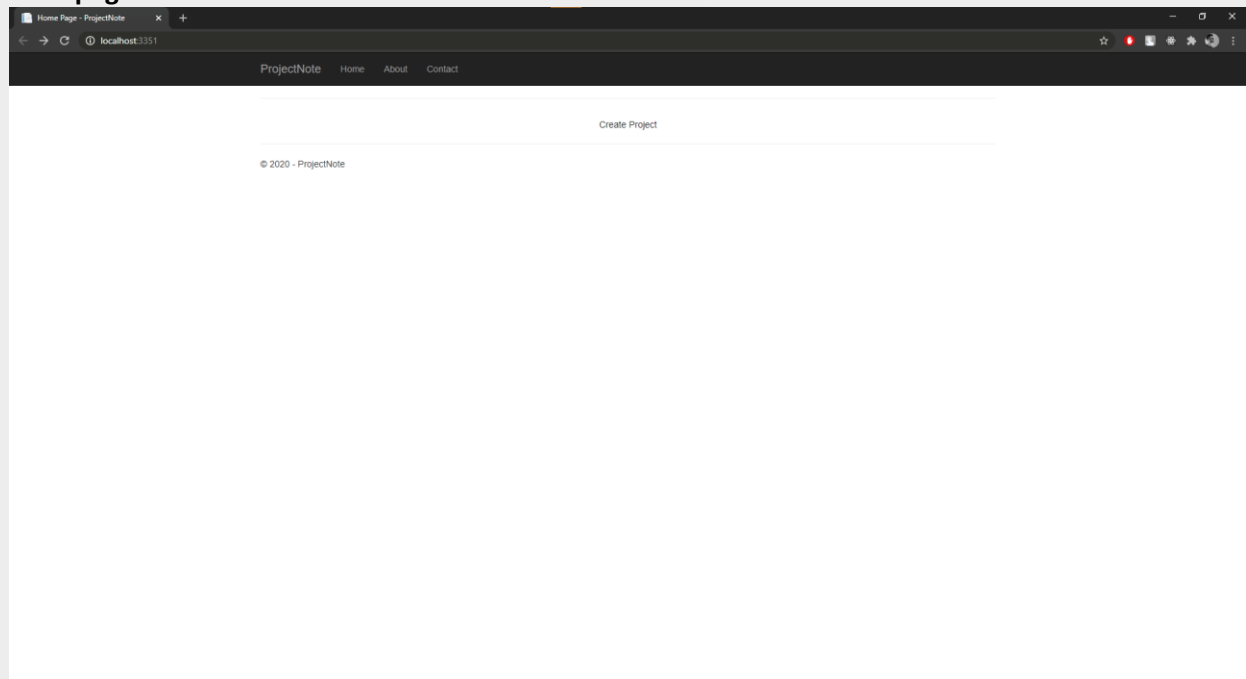 Home Page - ProjectNote
localhost:3351
ProjectNote Home About Contact
Create Project
© 2020 - ProjectNote